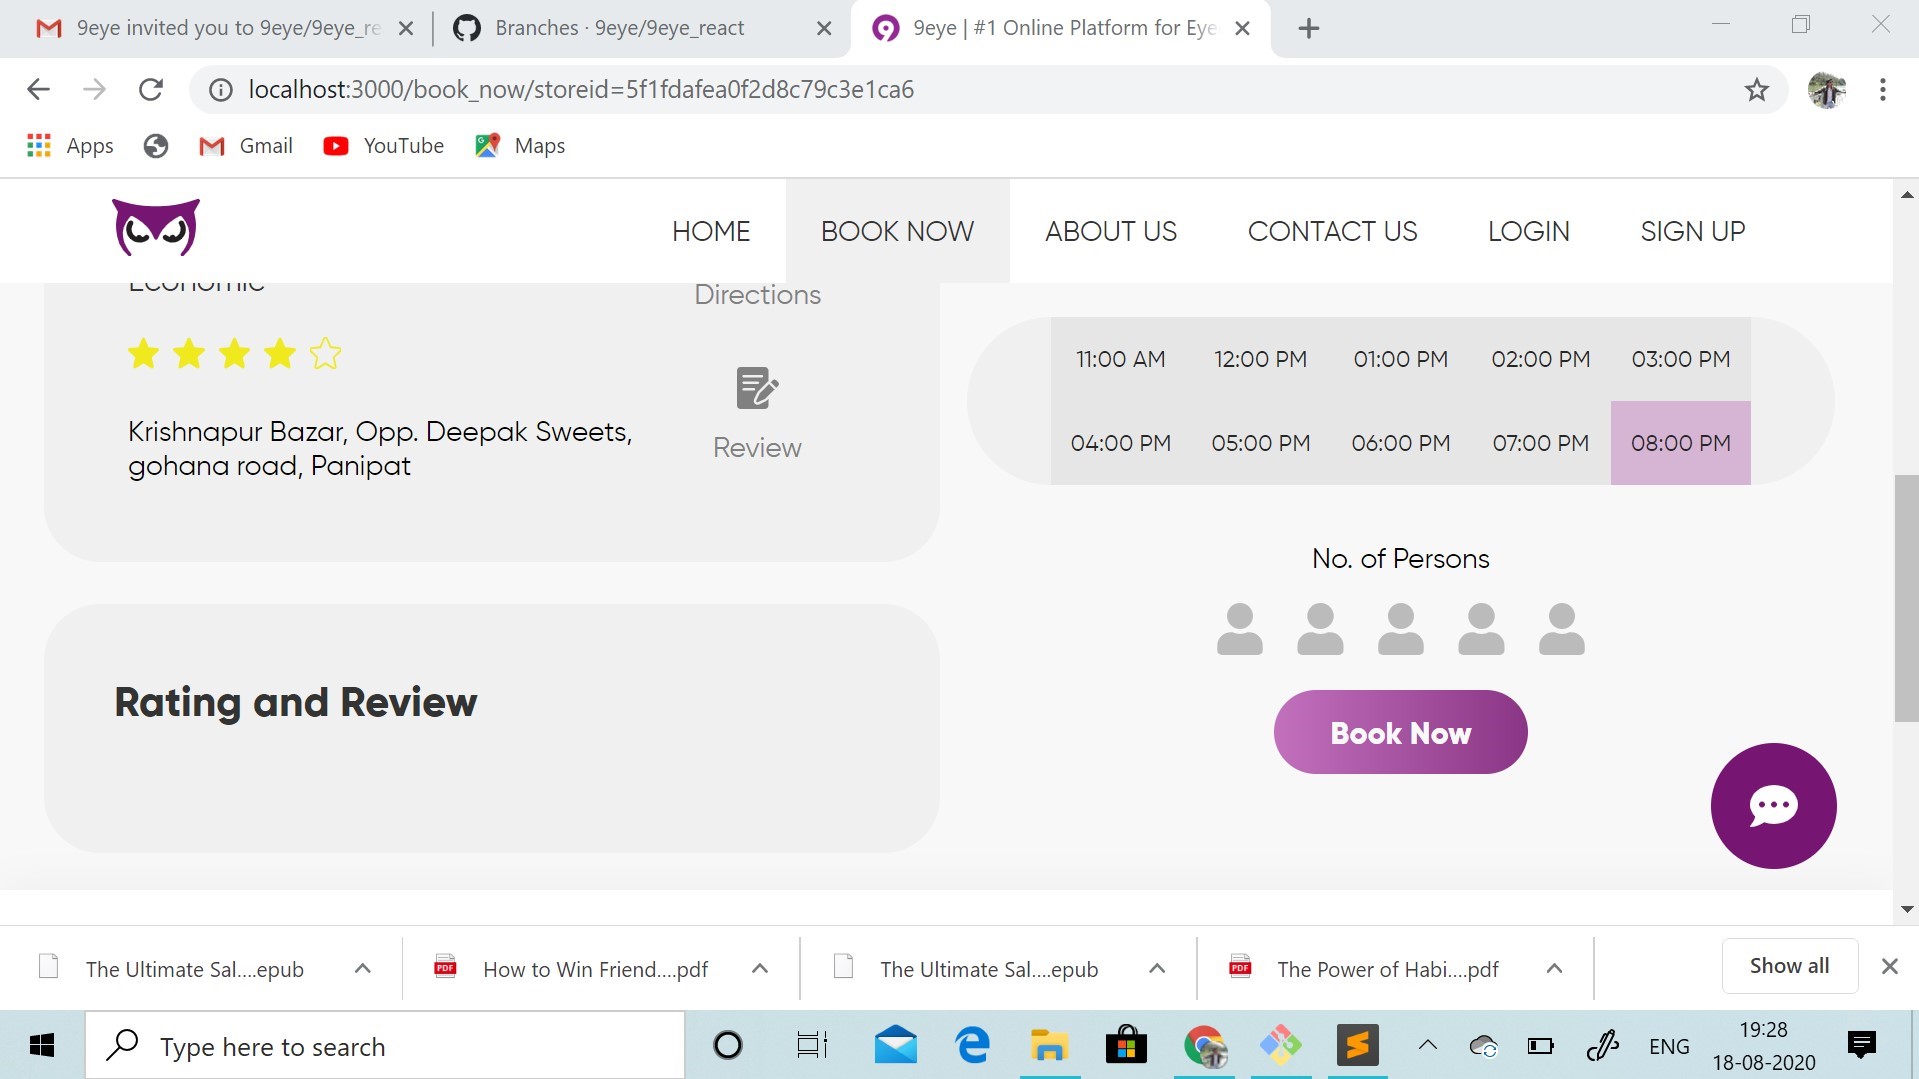 9eye invited you to 9eye/9eye_re
Branches · 9eye/9eye_react
9eye | #1 Online Platform for Eye
localhost:3000/book_now/storeid=5f1fdafea0f2d8c79c3e1ca6
Apps
Gmail
YouTube
Maps
HOME
BOOK NOW
ABOUT US
CONTACT US
LOGIN
SIGN UP
Economic
Directions
Krishnapur Bazar, Opp. Deepak Sweets,
gohana road, Panipat
Review
11:00 AM 12:00 PM 01:00 PM 02:00 PM 03:00 PM
04:00 PM 05:00 PM 06:00 PM 07:00 PM 08:00 PM
No. of Persons
Book Now
Rating and Review
The Ultimate Sal....epub
PDF
How to Win Friend....pdf
The Ultimate Sal....epub
PDF
The Power of Habi....pdf
Show all
Type here to search
ENG
19:28
18-08-2020